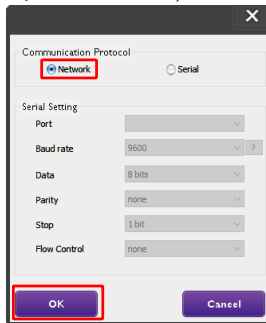 Communication Protocol
Network Serial
Serial Setting
Port
Baud rate 9600 ?
Data 8 bits
Parity none
Stop 1 bit
Flow Control none
OK Cancel